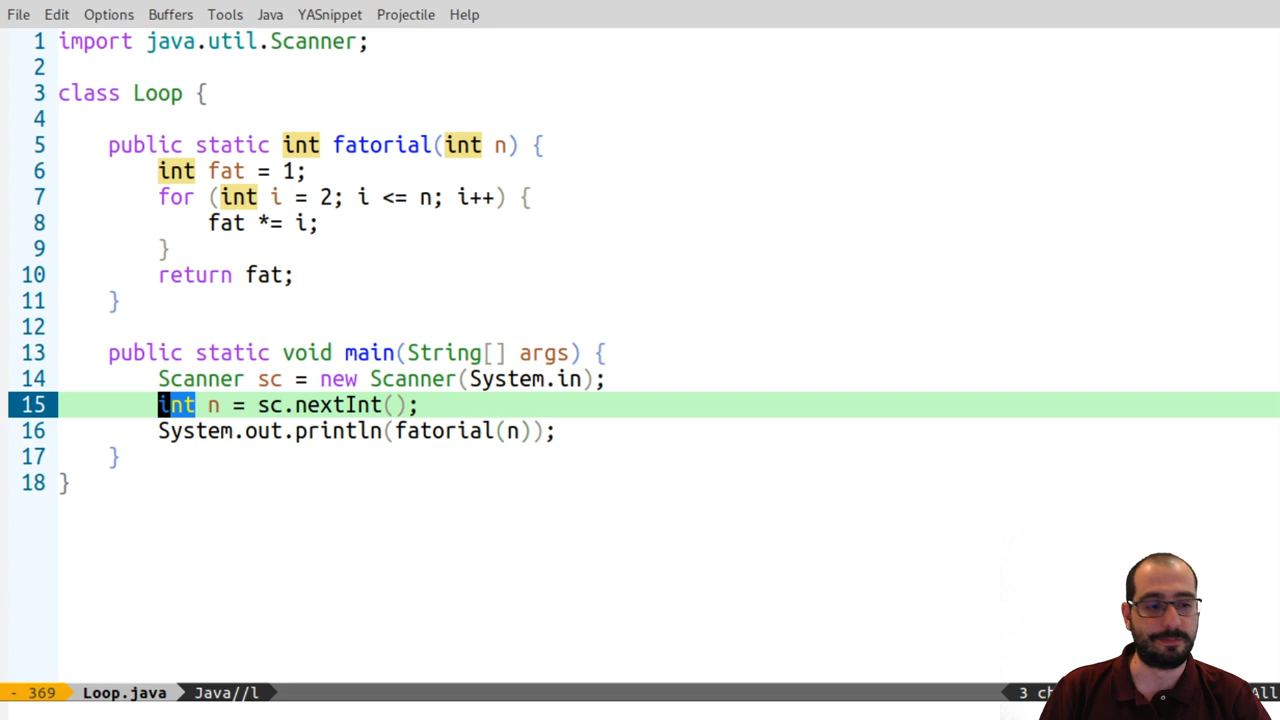 File Edit Options Buffers Tools Java YASnippet Projectile Help
1 import java.util.Scanner;
2
3 class Loop {
4
5 public static int fatorial(int n) {
6 int fat = 1;
7 for (int i = 2; i <= n; i++) {
8 fat *= i;
9 }
10 return fat;
11 }
12
13 public static void main(String[] args) {
14 Scanner sc = new Scanner(System.in);
15 int n = sc.nextInt();
16 System.out.println(fatorial(n));
17 }
18 }
- 369 Loop.java Java//l 3 ch All